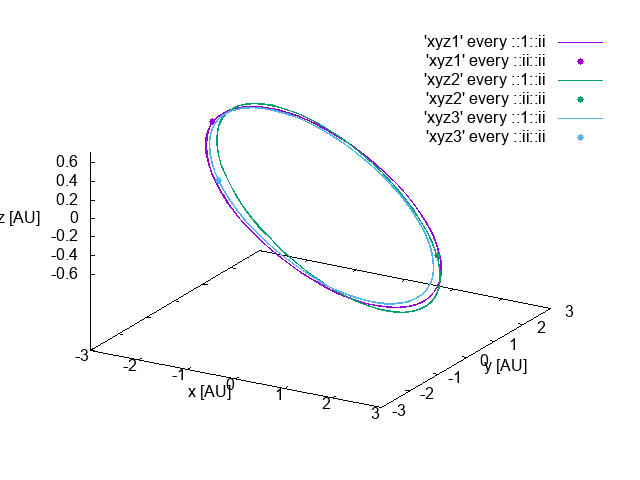 'xyz1' every ::1::ii
'xyz1' every ::ii::ii
'xyz2' every ::1::ii
'xyz2' every ::ii::ii
'xyz3' every ::1::ii
'xyz3' every ::ii::ii
0.6
0.4
0.2
0
-0.2
-0.4
-0.6
z [AU]
-3
-2
-1
0
1
2
3
x [AU]
-3
-2
-1
0
1
2
3
y [AU]